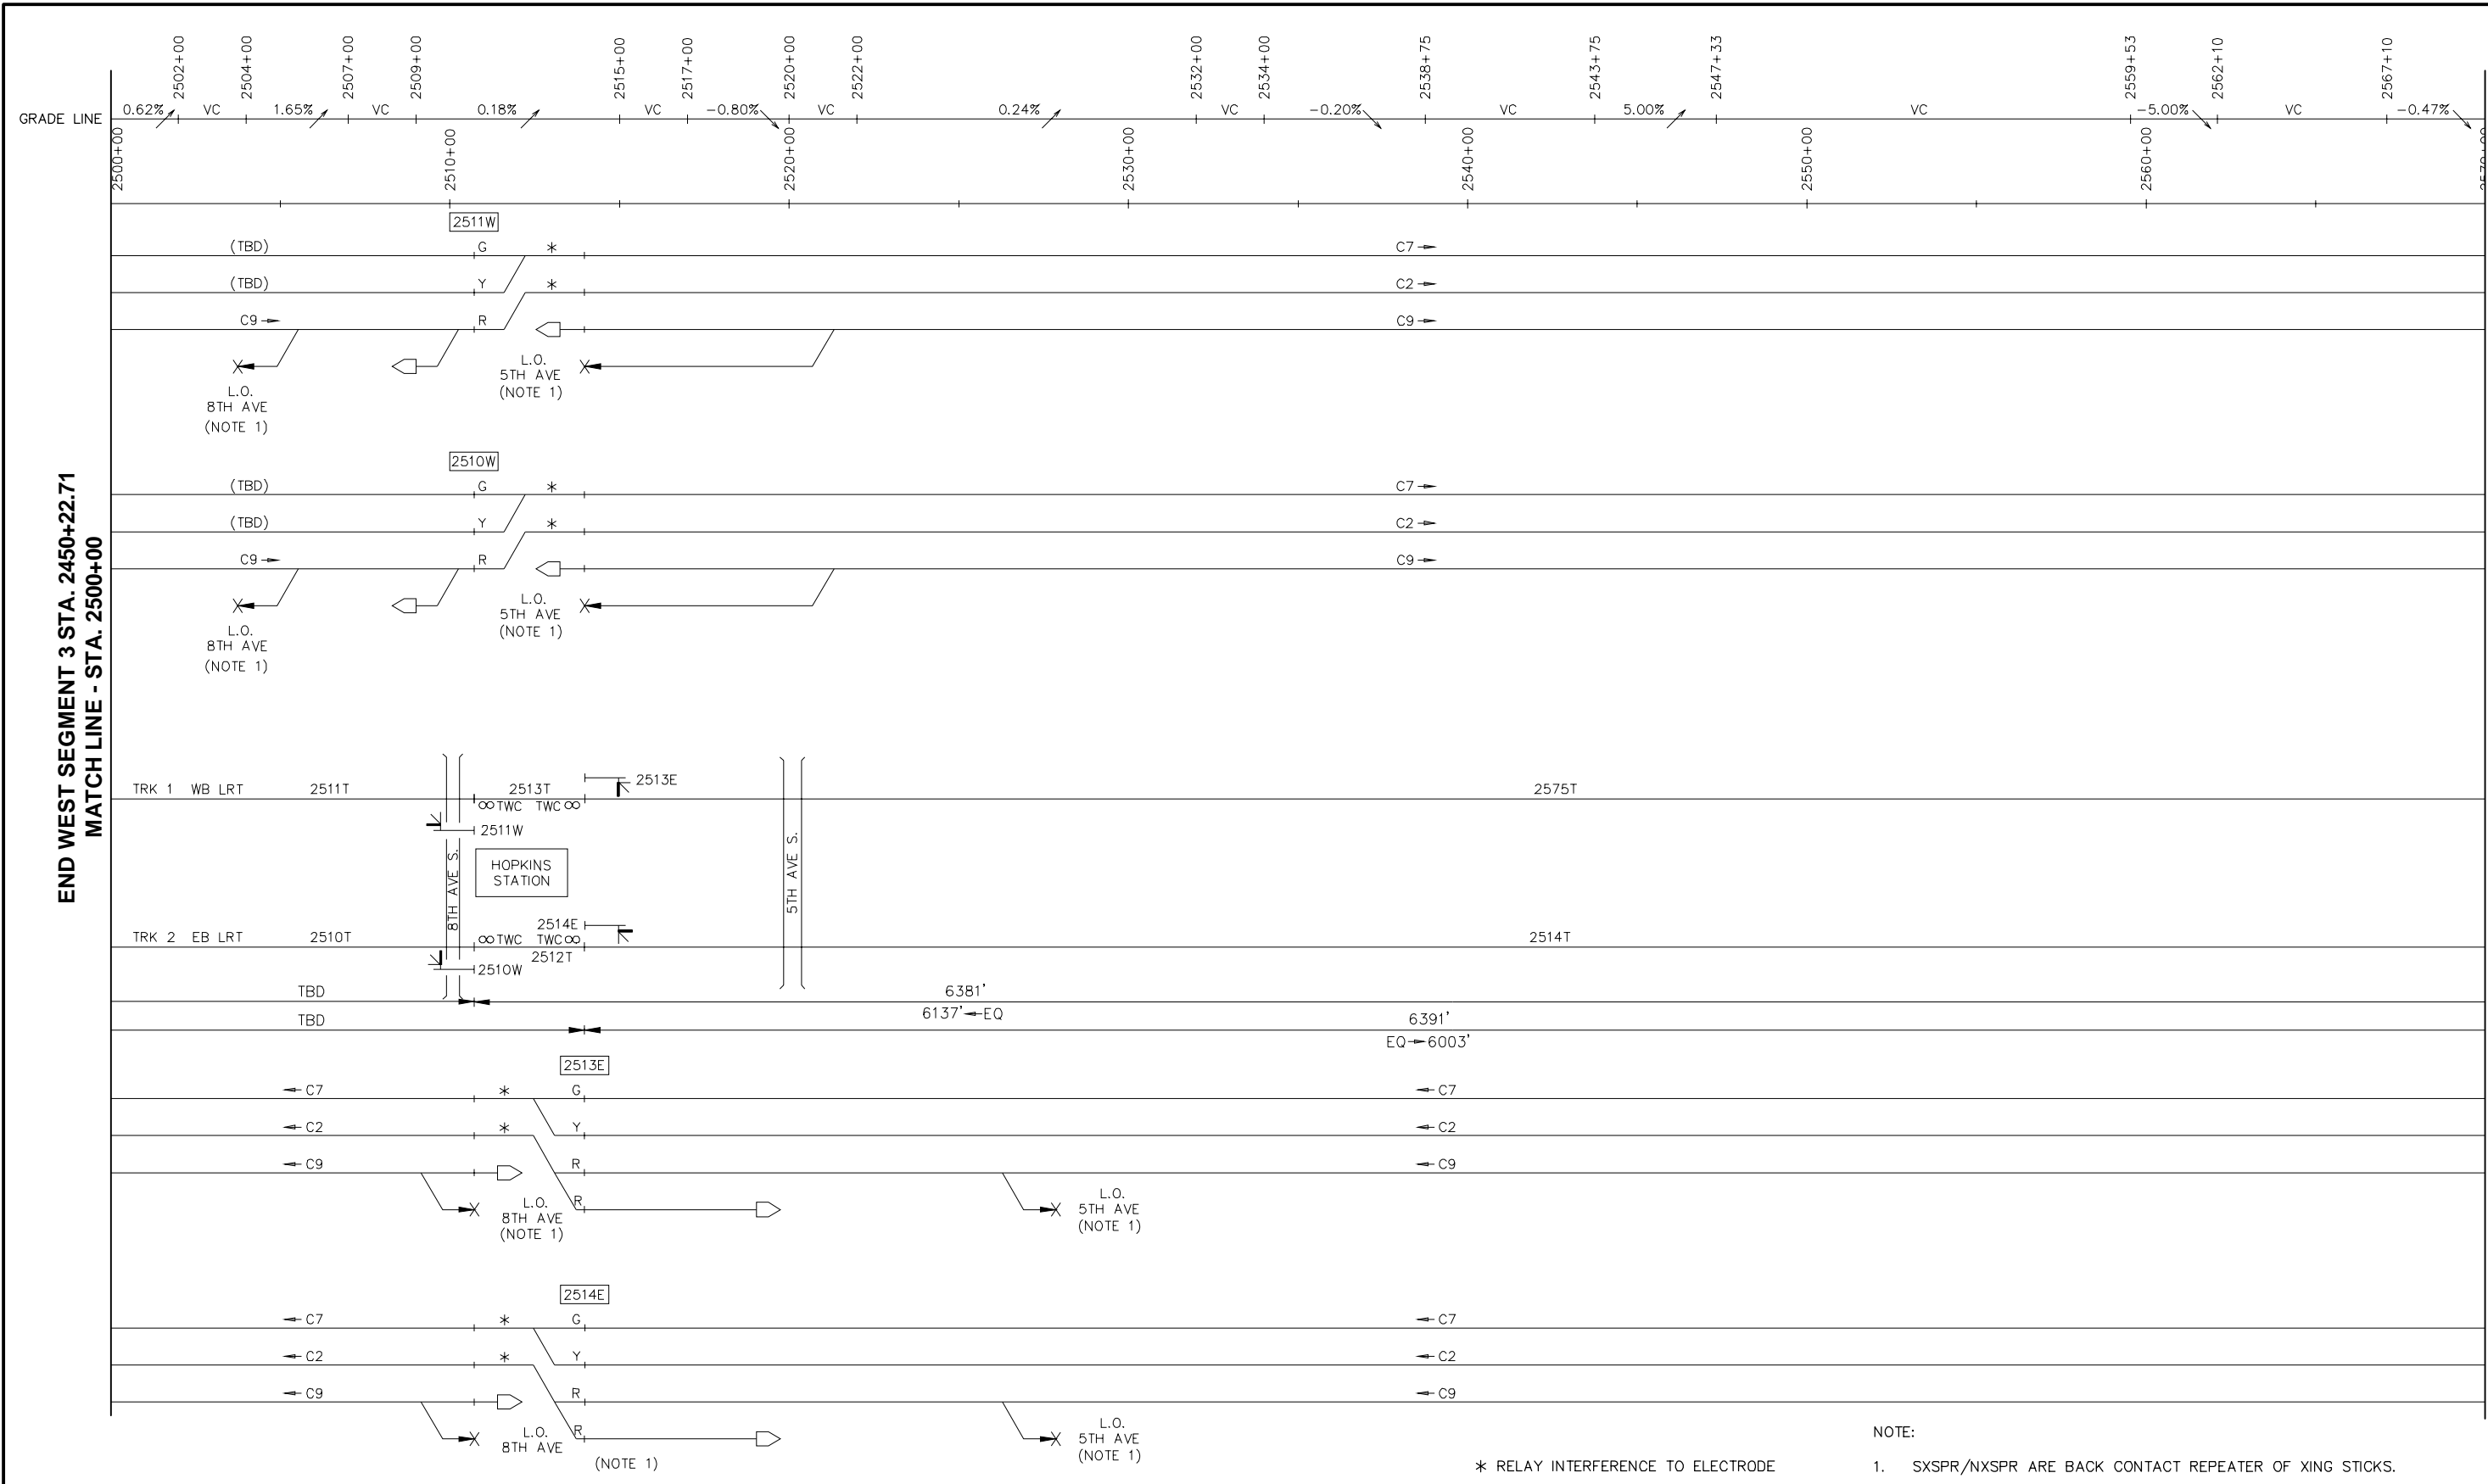 2502+00
2504+00
2507+00
2509+00
2515+00
2517+00
2520+00
2522+00
2532+00
2534+00
2538+75
2543+75
2547+33
2559+53
2562+10
2567+10
GRADE LINE
0.62% VC 1.65% VC 0.18% VC -0.80% VC 0.24% VC -0.20% VC 5.00% VC -5.00% VC -0.47%
2500+00
2510+00
2520+00
2530+00
2540+00
2550+00
2560+00
END WEST SEGMENT 3 STA. 2450+22.71
MATCH LINE - STA. 2500+00
2511W
(TBD) G * C7
(TBD) Y * C2
C9 R C9
L.O.
8TH AVE
(NOTE 1)
L.O.
5TH AVE
(NOTE 1)
2510W
(TBD) G * C7
(TBD) Y * C2
C9 R C9
L.O.
8TH AVE
(NOTE 1)
L.O.
5TH AVE
(NOTE 1)
2513E
TRK 1 WB LRT 2511T 2513T 2575T
TWC TWC
2511W
8TH AVE S.
HOPKINS
STATION
5TH AVE S.
2514E
TRK 2 EB LRT 2510T TWC TWC 2514T
2512T
2510W
TBD 6381'
6137' EQ
TBD 6391'
EQ 6003'
2513E
C7 * G C7
C2 * Y C2
C9 R C9
R
L.O.
8TH AVE
(NOTE 1)
L.O.
5TH AVE
(NOTE 1)
2514E
C7 * G C7
C2 * Y C2
C9 R C9
R
L.O.
8TH AVE
(NOTE 1)
L.O.
5TH AVE
(NOTE 1)
* RELAY INTERFERENCE TO ELECTRODE
NOTE:
1. SXSPR/NXSPR ARE BACK CONTACT REPEATER OF XING STICKS.